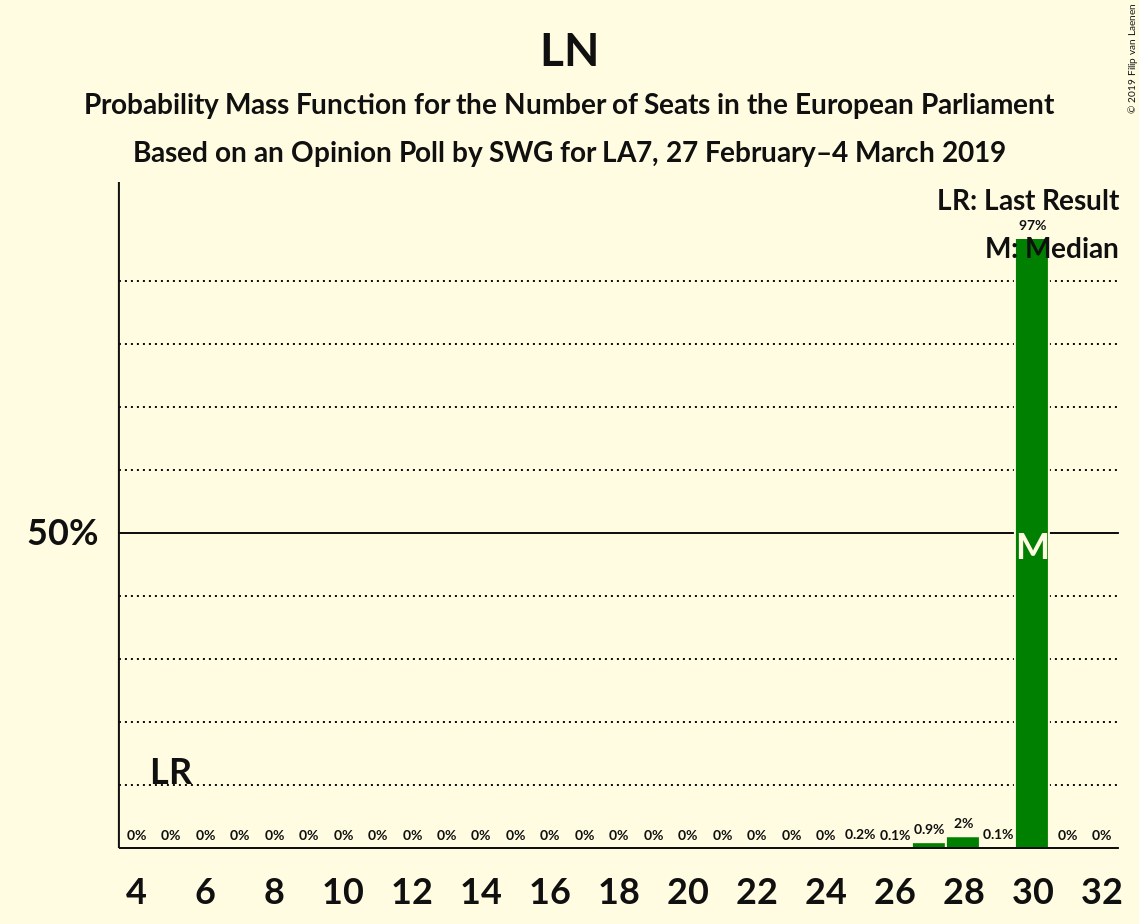 LN
Probability Mass Function for the Number of Seats in the European Parliament
Based on an Opinion Poll by SWG for LA7, 27 February–4 March 2019
© 2019 Filip van Laenen
LR: Last Result
97%
M: Median
50%
M
LR
0% 0% 0% 0% 0% 0% 0% 0% 0% 0% 0% 0% 0% 0% 0% 0% 0% 0% 0% 0% 0% 0.2% 0.1% 0.9% 2% 0.1% 0% 0%
4 6 8 10 12 14 16 18 20 22 24 26 28 30 32